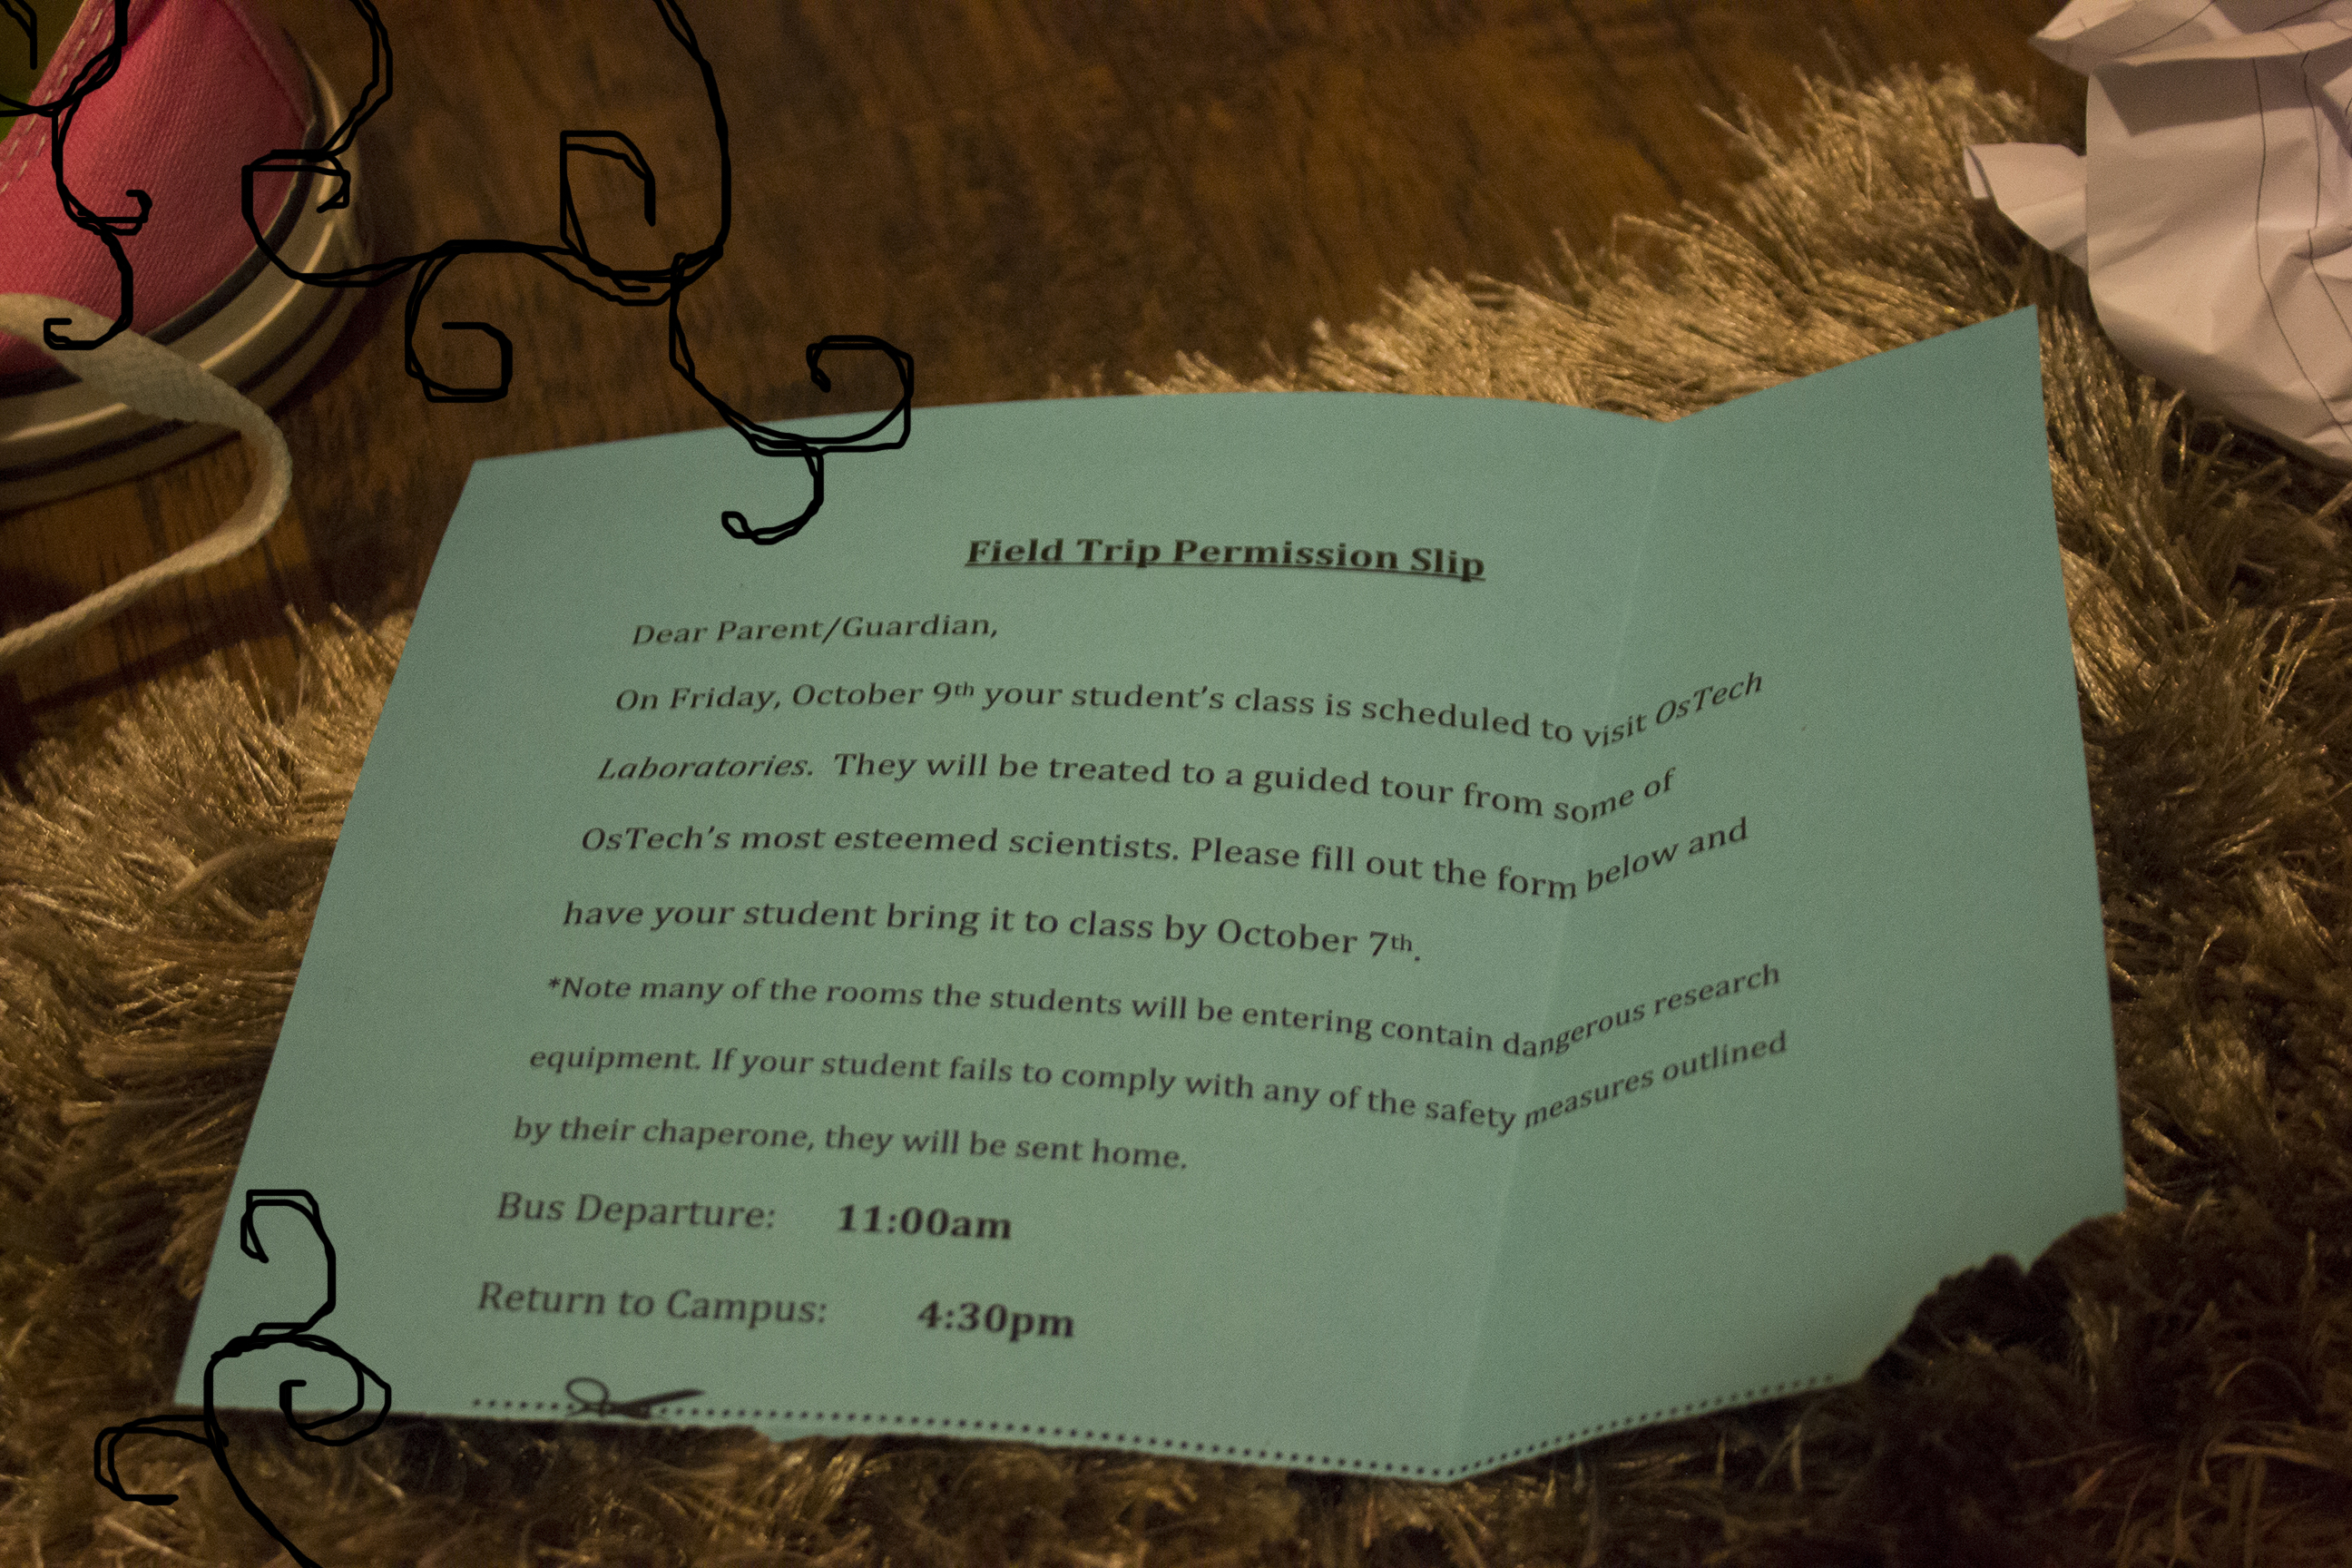 Field Trip Permission Slip
Dear Parent/Guardian,
On Friday, October 9th your student's class is scheduled to visit OsTech
Laboratories. They will be treated to a guided tour from some of
OsTech's most esteemed scientists. Please fill out the form below and
have your student bring it to class by October 7th.
*Note many of the rooms the students will be entering contain dangerous research
equipment. If your student fails to comply with any of the safety measures outlined
by their chaperone, they will be sent home.
Bus Departure: 11:00am
Return to Campus: 4:30pm